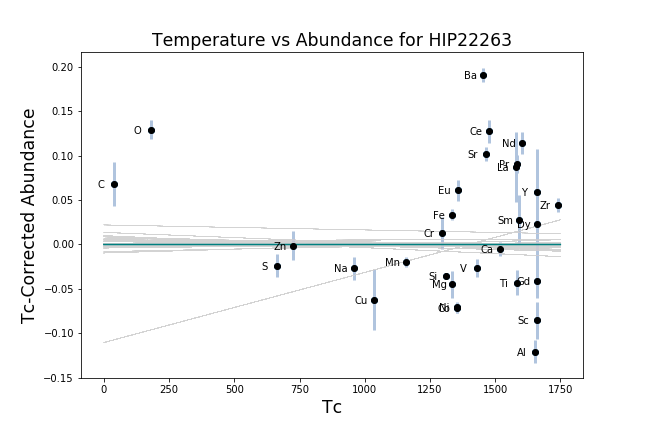 Temperature vs Abundance for HIP22263
Tc-Corrected Abundance
0.20
0.15
0.10
0.05
0.00
−0.05
−0.10
−0.15
Ba
O
Ce
Nd
Sr
Pr
La
C
Eu
Y
Zr
Fe
Sm
Dy
Cr
Zn
Ca
Mn
S
Na
V
Si
Mg
Ti
Gd
Cu
Ni
Co
Sc
Al
0 250 500 750 1000 1250 1500 1750
Tc